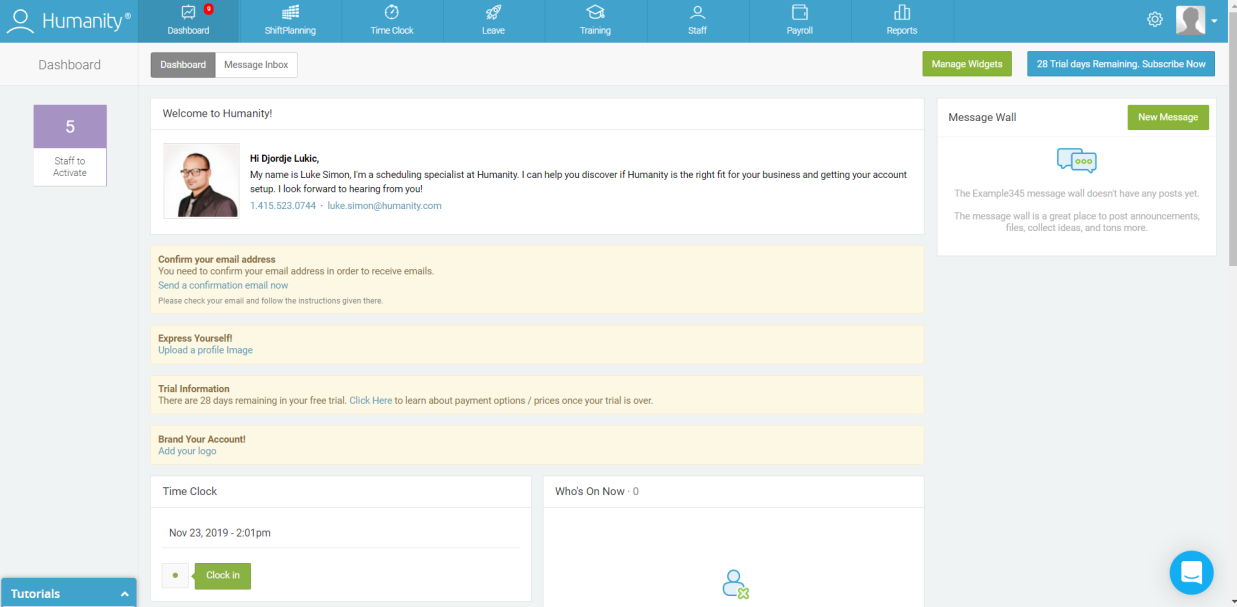 Humanity®
9
Dashboard
ShiftPlanning
Time Clock
Leave
Training
Staff
Payroll
Reports
Dashboard
Dashboard
Message Inbox
Manage Widgets
28 Trial days Remaining. Subscribe Now
5
Staff to
Activate
Welcome to Humanity!
Hi Djordje Lukic,
My name is Luke Simon, I'm a scheduling specialist at Humanity. I can help you discover if Humanity is the right fit for your business and getting your account
setup. I look forward to hearing from you!
1.415.523.0744 · luke.simon@humanity.com
Message Wall
New Message
The Example345 message wall doesn't have any posts yet.
The message wall is a great place to post announcements,
files, collect ideas, and tons more.
Confirm your email address
You need to confirm your email address in order to receive emails.
Send a confirmation email now
Please check your email and follow the instructions given there.
Express Yourself!
Upload a profile Image
Trial Information
There are 28 days remaining in your free trial. Click Here to learn about payment options / prices once your trial is over.
Brand Your Account!
Add your logo
Time Clock
Nov 23, 2019 - 2:01pm
Clock in
Who's On Now · 0
Tutorials